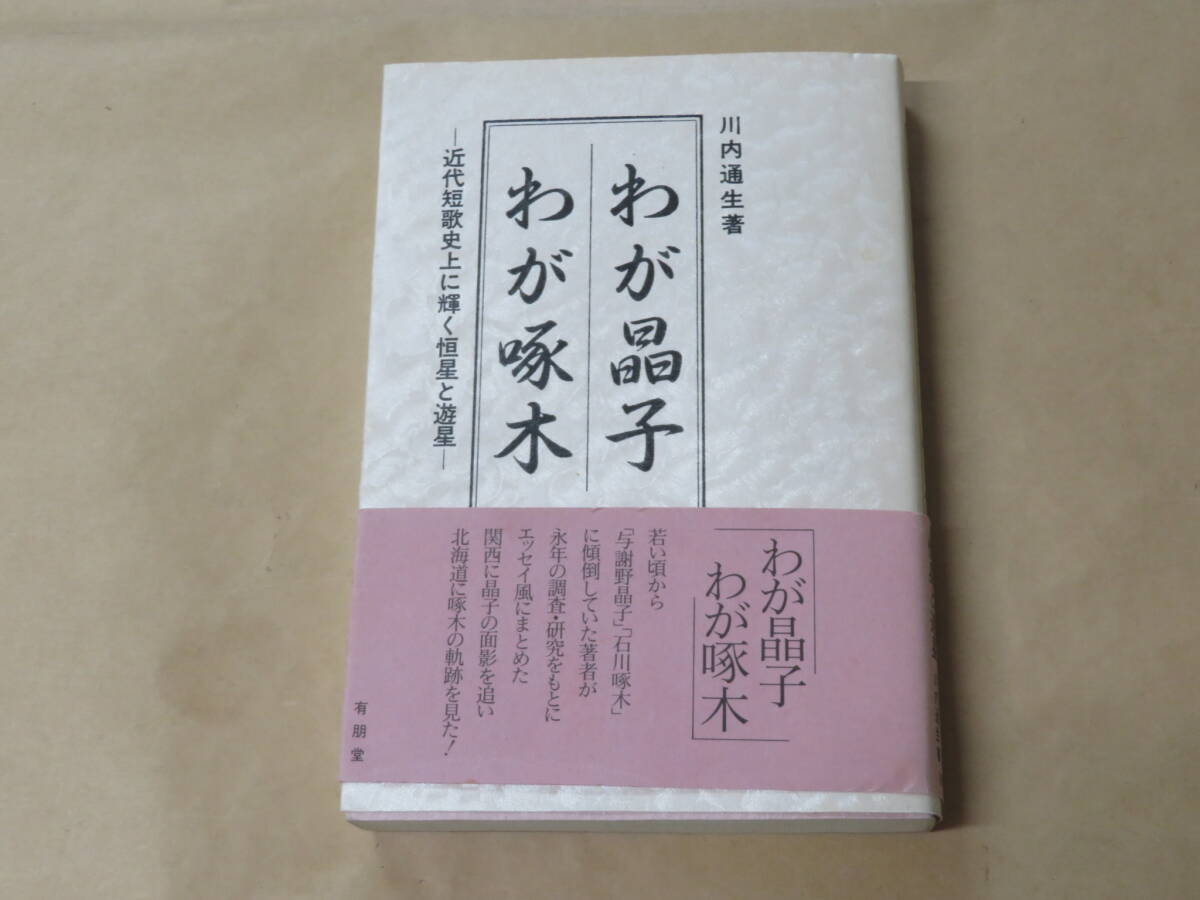 川内通生著
わが晶子
わが啄木
―近代短歌史上に輝く恒星と遊星―
「わが晶子
わが啄木」
若い頃から
「与謝野晶子」「石川啄木」
に傾倒していた著者が
永年の調査・研究をもとに
エッセイ風にまとめた
関西に晶子の面影を追い
北海道に啄木の軌跡を見た!
有朋堂